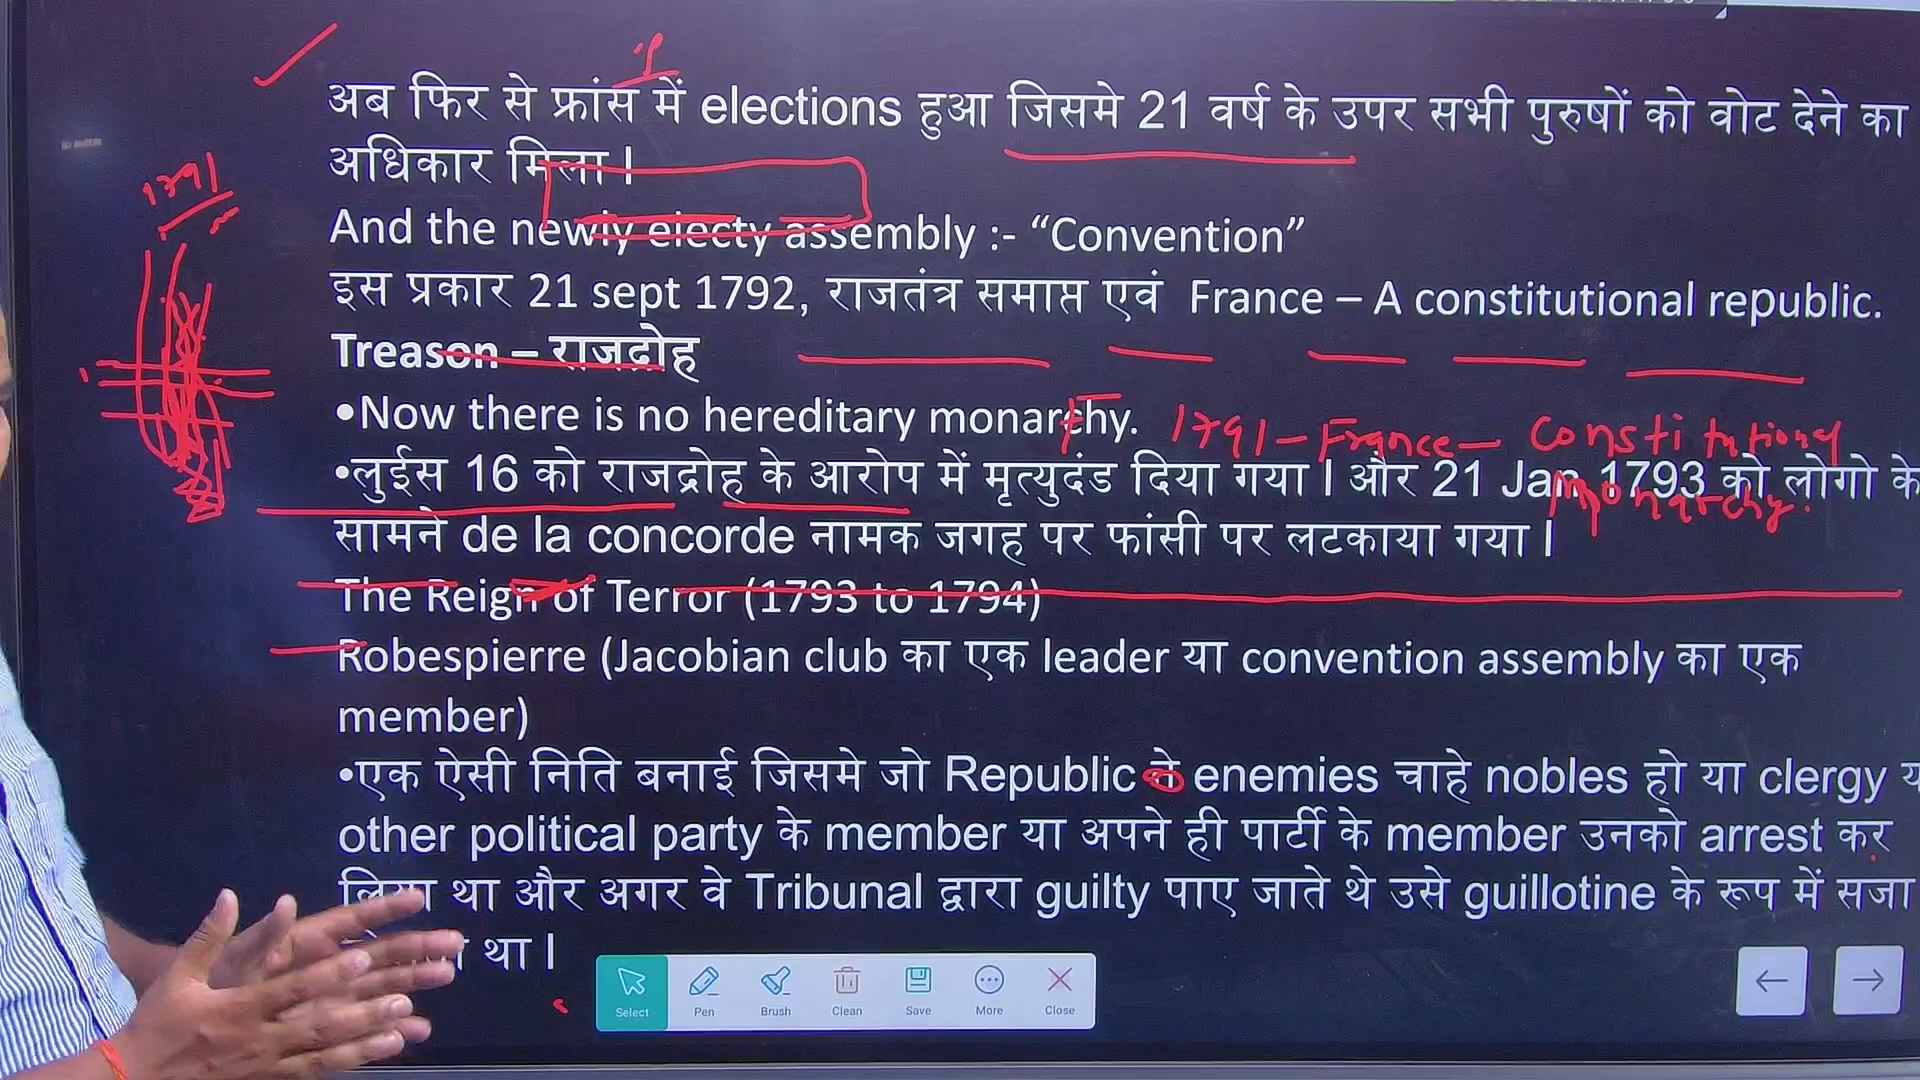 अब फिर से फ्रांस में elections हुआ जिसमे 21 वर्ष के उपर सभी पुरुषों को वोट देने का
अधिकार मिला l
1791
And the newly electy assembly :- “Convention”
इस प्रकार 21 sept 1792, राजतंत्र समाप्त एवं France – A constitutional republic.
Treason – राजद्रोह
•Now there is no hereditary monarchy.
1791 – France – Constitutional
Monarchy.
•लुईस 16 को राजद्रोह के आरोप में मृत्युदंड दिया गया l और 21 Jan 1793 को लोगो के
सामने de la concorde नामक जगह पर फांसी पर लटकाया गया l
The Reign of Terror (1793 to 1794)
Robespierre (Jacobian club का एक leader या convention assembly का एक
member)
•एक ऐसी निति बनाई जिसमे जो Republic के enemies चाहे nobles हो या clergy
other political party के member या अपने ही पार्टी के member उनको arrest कर
लिया था और अगर वे Tribunal द्वारा guilty पाए जाते थे उसे guillotine के रूप में सजा
था l
Select Pen Brush Clean Save More Close